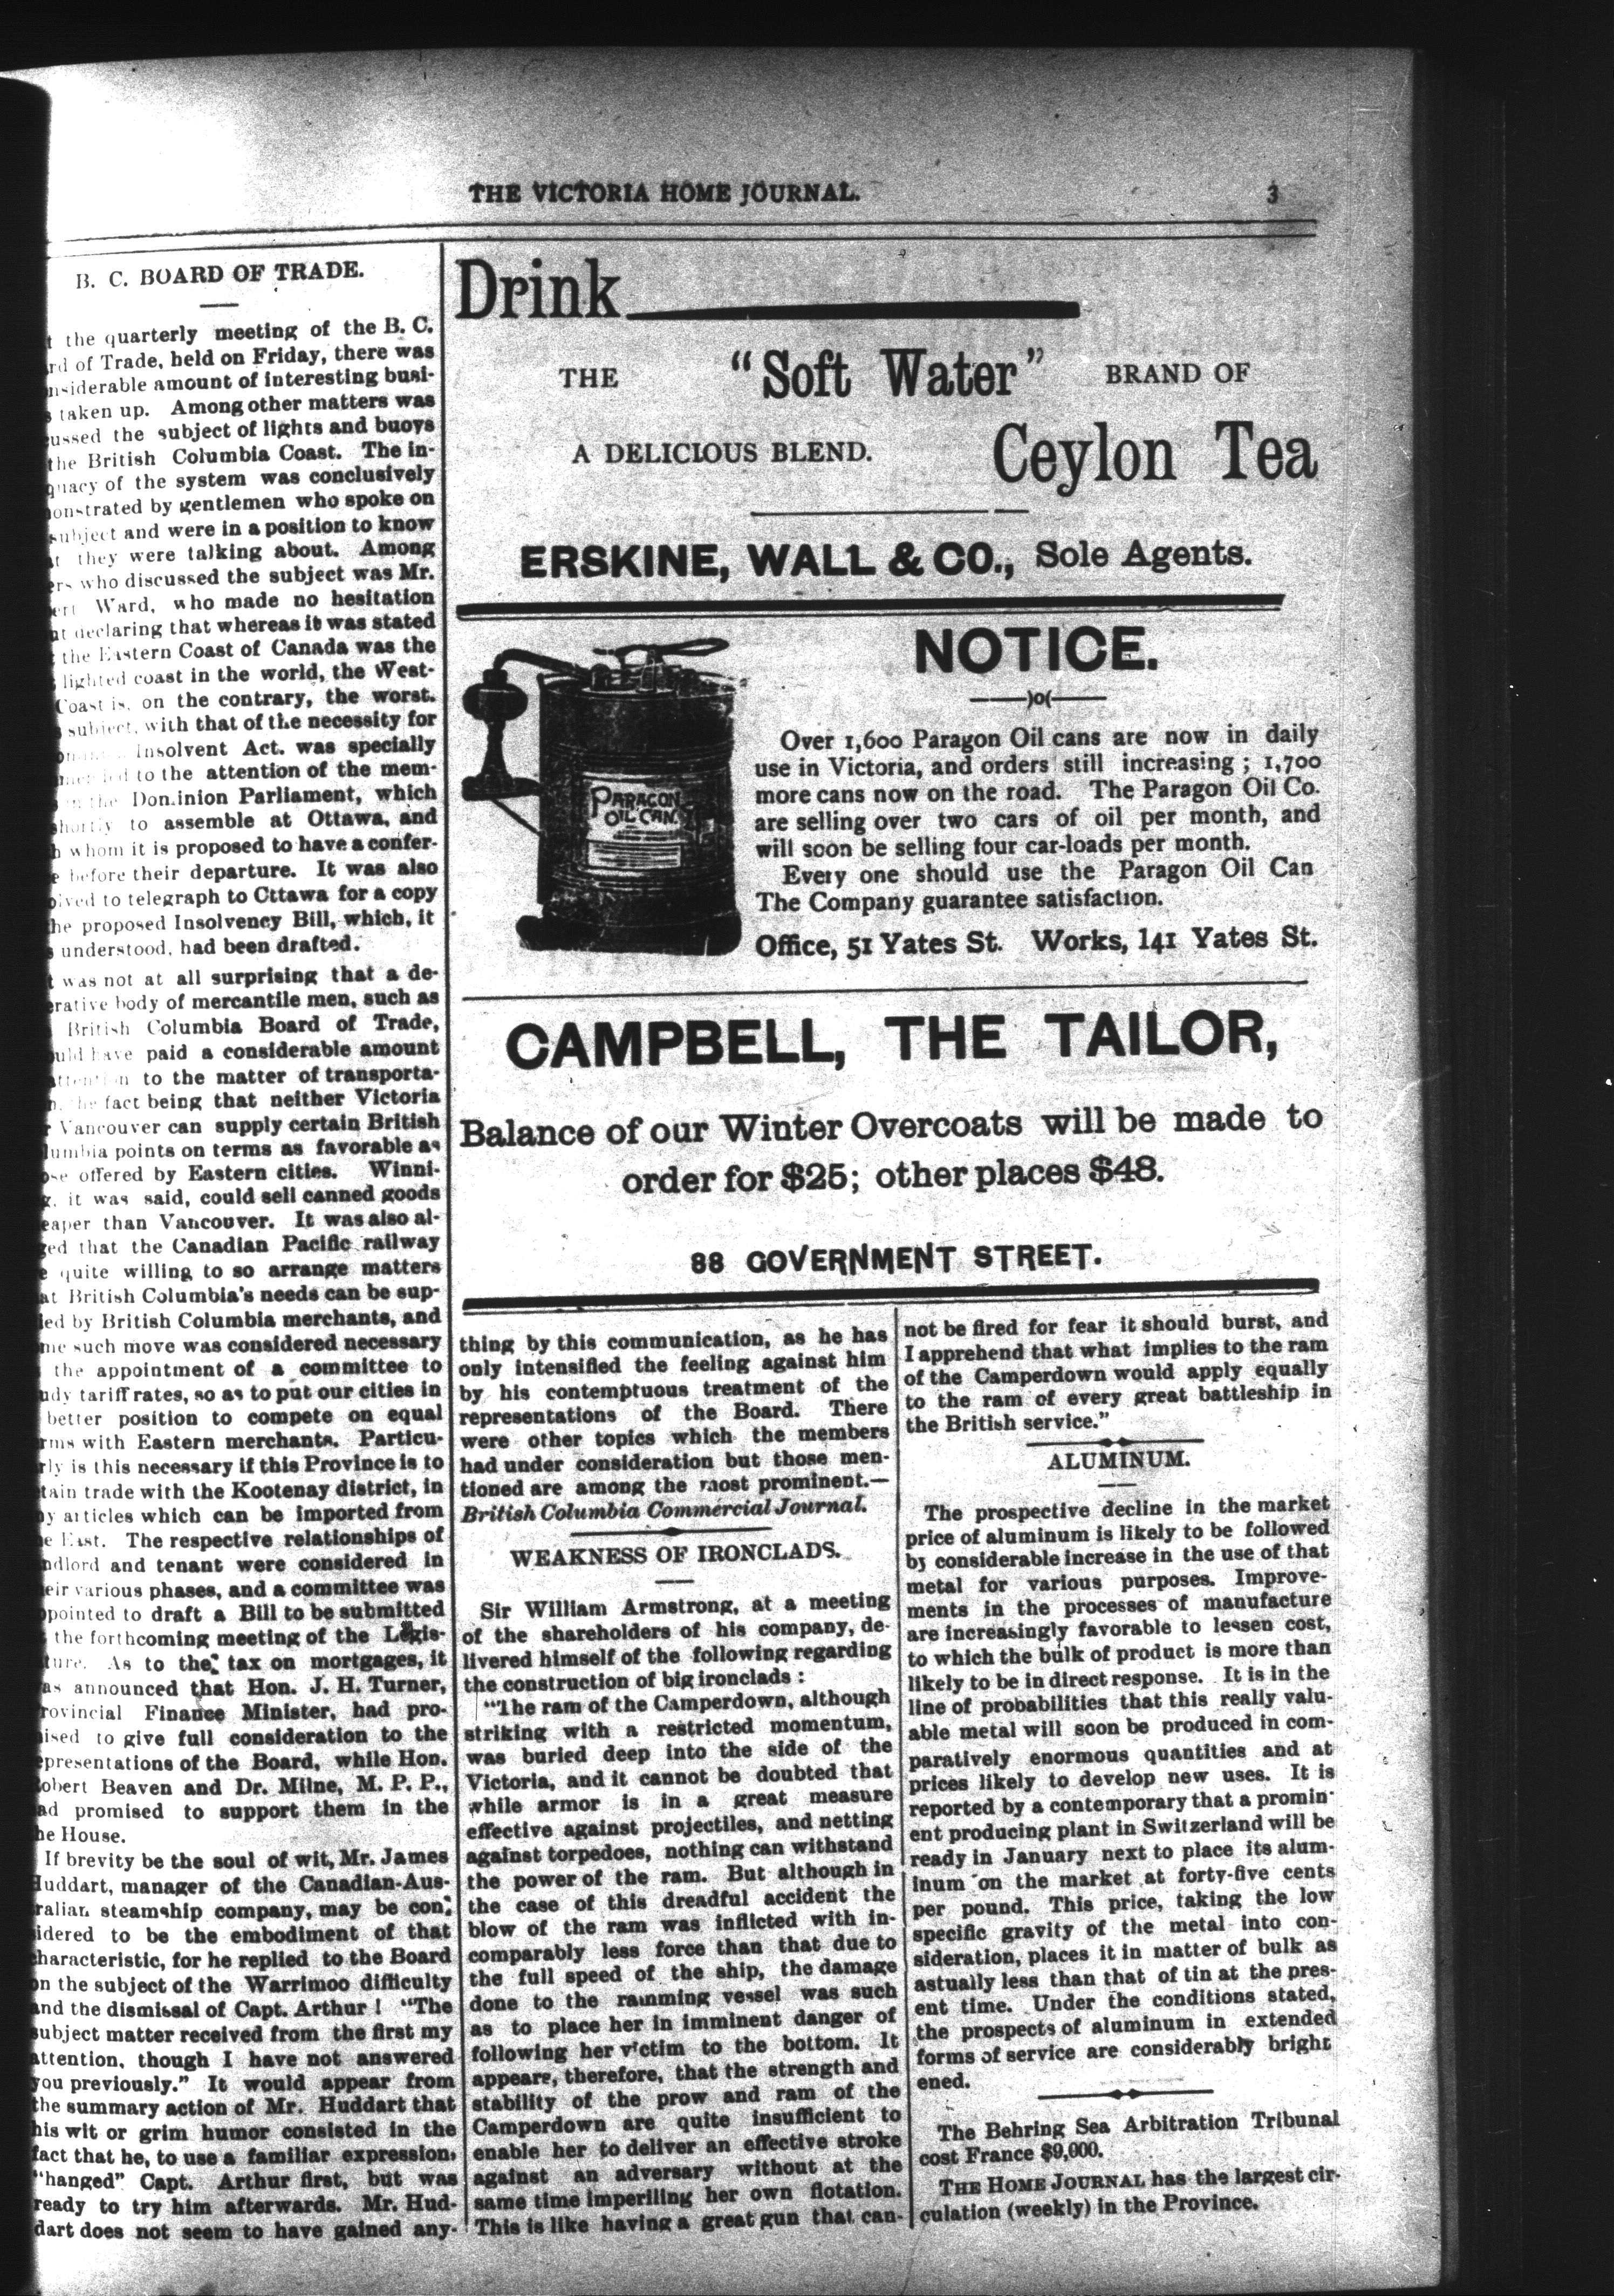 THE VICTORIA HOME JOURNAL.
3
B. C. BOARD OF TRADE.
the quarterly meeting of the B. C.
rd of Trade, held on Friday, there was
nsiderable amount of interesting busi-
taken up. Among other matters was
ussed the subject of lights and buoys
the British Columbia Coast. The in-
quacy of the system was conclusively
onstrated by gentlemen who spoke on
subject and were in a position to know
t they were talking about. Among
ers who discussed the subject was Mr.
ert Ward, who made no hesitation
ut declaring that whereas it was stated
the Eastern Coast of Canada was the
lighted coast in the world, the West-
Coast is, on the contrary, the worst.
subject, with that of the necessity for
Insolvent Act. was specially
to the attention of the mem-
in the Dominion Parliament, which
shortly to assemble at Ottawa, and
h whom it is proposed to have a confer-
e before their departure. It was also
olved to telegraph to Ottawa for a copy
the proposed Insolvency Bill, which, it
s understood, had been drafted.
t was not at all surprising that a de-
erative body of mercantile men, such as
British Columbia Board of Trade,
ould have paid a considerable amount
attention to the matter of transporta-
n, the fact being that neither Victoria
r Vancouver can supply certain British
lumbia points on terms as favorable as
ose offered by Eastern cities. Winni-
g, it was said, could sell canned goods
eaper than Vancouver. It was also al-
ged that the Canadian Pacific railway
e quite willing to so arrange matters
at British Columbia's needs can be sup-
ied by British Columbia merchants, and
me such move was considered necessary
the appointment of a committee to
udy tariff rates, so as to put our cities in
better position to compete on equal
rms with Eastern merchants. Particu-
rly is this necessary if this Province is to
tain trade with the Kootenay district, in
y articles which can be imported from
e East. The respective relationships of
ndlord and tenant were considered in
eir various phases, and a committee was
pointed to draft a Bill to be submitted
the forthcoming meeting of the Legis-
ture. As to the tax on mortgages, it
as announced that Hon. J. H. Turner,
rovincial Finance Minister, had pro-
ised to give full consideration to the
epresentations of the Board, while Hon.
obert Beaven and Dr. Milne, M. P. P.,
ad promised to support them in the
he House.
If brevity be the soul of wit, Mr. James
Huddart, manager of the Canadian-Aus-
ralian steamship company, may be con-
idered to be the embodiment of that
characteristic, for he replied to the Board
on the subject of the Warrimoo difficulty
and the dismissal of Capt. Arthur! "The
subject matter received from the first my
attention, though I have not answered
you previously." It would appear from
the summary action of Mr. Huddart that
his wit or grim humor consisted in the
fact that he, to use a familiar expression,
"hanged" Capt. Arthur first, but was
ready to try him afterwards. Mr. Hud-
dart does not seem to have gained any-
Drink
THE "Soft Water" BRAND OF
A DELICIOUS BLEND. Ceylon Tea
ERSKINE, WALL & CO., Sole Agents.
NOTICE.
)o(
PARAGON
OIL CAN.
Over 1,600 Paragon Oil cans are now in daily
use in Victoria, and orders still increasing; 1,700
more cans now on the road. The Paragon Oil Co.
are selling over two cars of oil per month, and
will soon be selling four car-loads per month.
Every one should use the Paragon Oil Can
The Company guarantee satisfaction.
Office, 51 Yates St. Works, 141 Yates St.
CAMPBELL, THE TAILOR,
Balance of our Winter Overcoats will be made to
order for $25; other places $48.
88 GOVERNMENT STREET.
thing by this communication, as he has
only intensified the feeling against him
by his contemptuous treatment of the
representations of the Board. There
were other topics which the members
had under consideration but those men-
tioned are among the most prominent.—
British Columbia Commercial Journal.
WEAKNESS OF IRONCLADS.
Sir William Armstrong, at a meeting
of the shareholders of his company, de-
livered himself of the following regarding
the construction of big ironclads:
"The ram of the Camperdown, although
striking with a restricted momentum,
was buried deep into the side of the
Victoria, and it cannot be doubted that
while armor is in a great measure
effective against projectiles, and netting
against torpedoes, nothing can withstand
the power of the ram. But although in
the case of this dreadful accident the
blow of the ram was inflicted with in-
comparably less force than that due to
the full speed of the ship, the damage
done to the ramming vessel was such
as to place her in imminent danger of
following her victim to the bottom. It
appears, therefore, that the strength and
stability of the prow and ram of the
Camperdown are quite insufficient to
enable her to deliver an effective stroke
against an adversary without at the
same time imperiling her own flotation.
This is like having a great gun that can-
not be fired for fear it should burst, and
I apprehend that what implies to the ram
of the Camperdown would apply equally
to the ram of every great battleship in
the British service."
ALUMINUM.
The prospective decline in the market
price of aluminum is likely to be followed
by considerable increase in the use of that
metal for various purposes. Improve-
ments in the processes of manufacture
are increasingly favorable to lessen cost,
to which the bulk of product is more than
likely to be in direct response. It is in the
line of probabilities that this really valu-
able metal will soon be produced in com-
paratively enormous quantities and at
prices likely to develop new uses. It is
reported by a contemporary that a promin-
ent producing plant in Switzerland will be
ready in January next to place its alum-
inum on the market at forty-five cents
per pound. This price, taking the low
specific gravity of the metal into con-
sideration, places it in matter of bulk as
astually less than that of tin at the pres-
ent time. Under the conditions stated,
the prospects of aluminum in extended
forms of service are considerably bright
ened.
The Behring Sea Arbitration Tribunal
cost France $9,000.
THE HOME JOURNAL has the largest cir-
culation (weekly) in the Province.